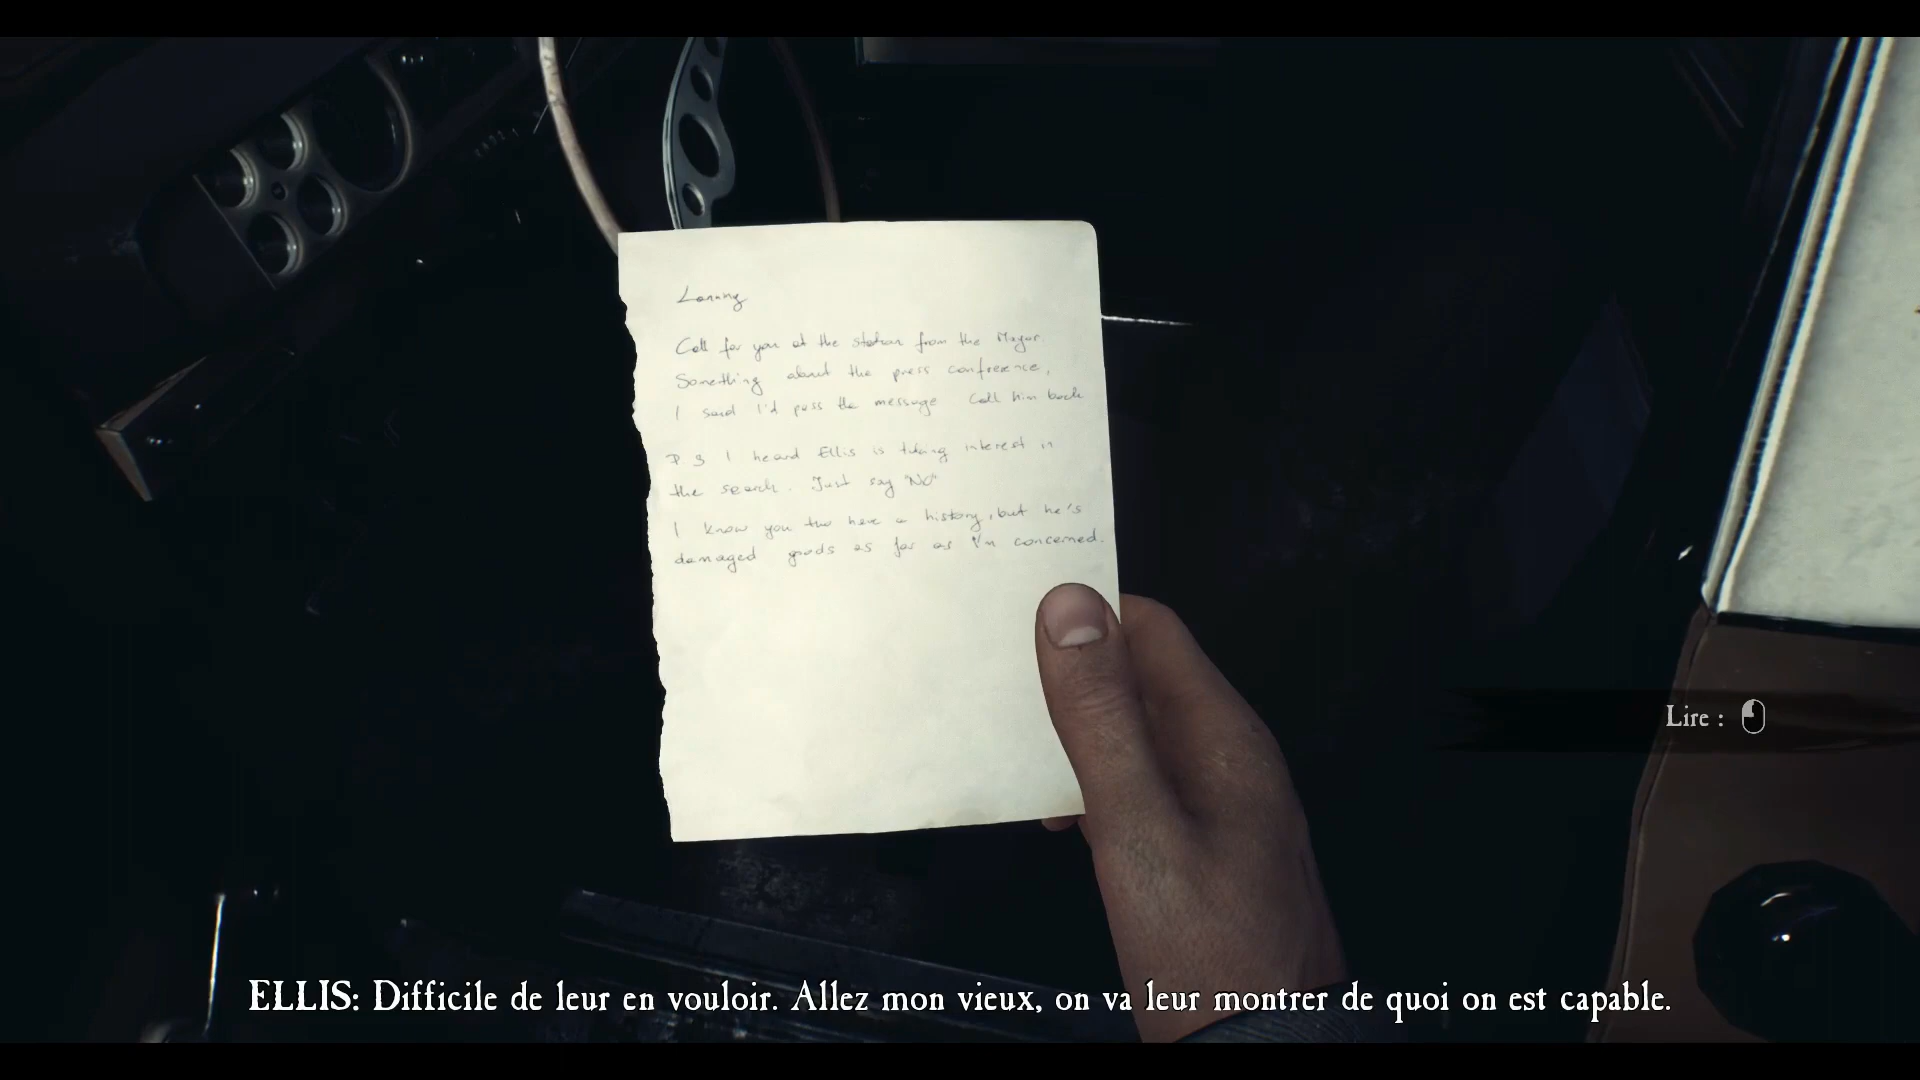 Lanning
Call for you at the station from the Mayor.
Something about the press conference,
I said I'd pass the message Call him back
P S I heard Ellis is taking interest in
the search. Just say "NO"
I know you two have a history, but he's
damaged goods as far as I'm concerned.
Lire :
ELLIS: Difficile de leur en vouloir. Allez mon vieux, on va leur montrer de quoi on est capable.